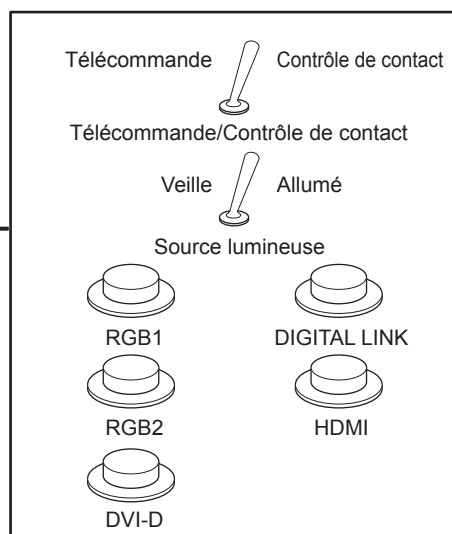 Télécommande Contrôle de contact
Télécommande/Contrôle de contact
Veille Allumé
Source lumineuse
RGB1 DIGITAL LINK
RGB2 HDMI
DVI-D